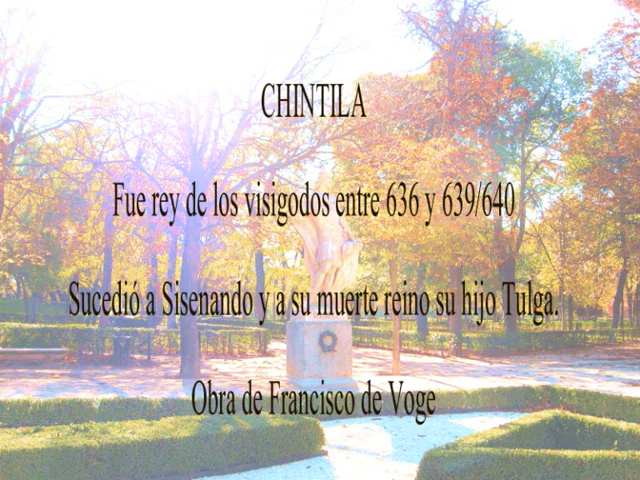 CHINTILA
Fue rey de los visigodos entre 636 y 639/640
Sucedió a Sisenando y a su muerte reino su hijo Tulga.
Obra de Francisco de Voge